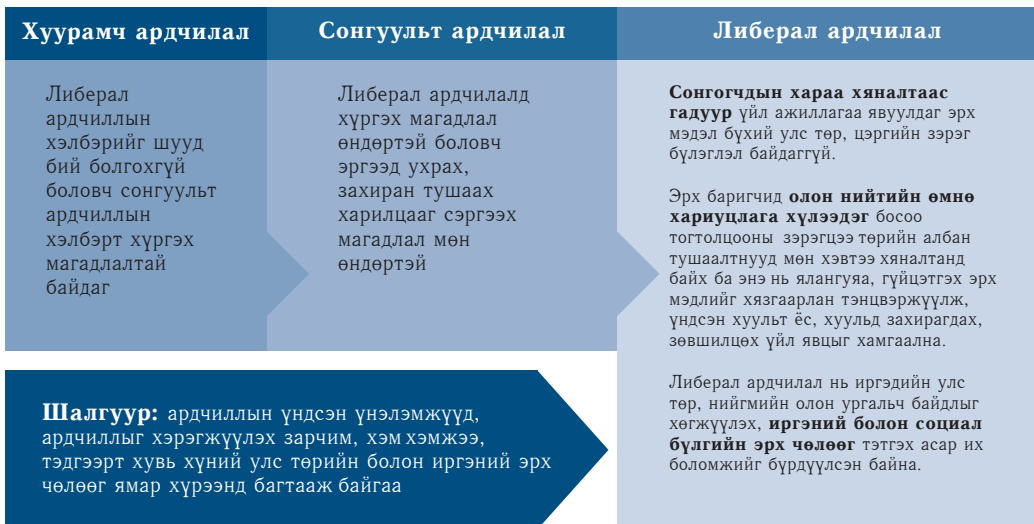 Хуурамч ардчилал
Сонгуульт ардчилал
Либерал ардчилал
Либерал
ардчиллын
хэлбэрийг шууд
бий болгохгүй
боловч сонгуульт
ардчиллын
хэлбэрт хүргэх
магадлалтай
байдаг
Либерал ардчилалд
хүргэх магадлал
өндөртэй боловч
эргээд ухрах,
захиран тушаах
харилцааг сэргээх
магадлал мөн
өндөртэй
Сонгогчдын хараа хяналтаас
гадуур үйл ажиллагаа явуулдаг эрх
мэдэл бүхий улс төр, цэргийн зэрэг
бүлэглэл байдаггүй.
Эрх баригчид олон нийтийн өмнө
хариуцлага хүлээдэг босоо
тогтолцооны зэрэгцээ төрийн албан
тушаалтнууд мөн хэвтээ хяналтанд
байх ба энэ нь ялангуяа, гүйцэтгэх эрх
мэдлийг хязгаарлан тэнцвэржүүлж,
үндсэн хуульт ёс, хуульд захирагдах,
зөвшилцөх үйл явцыг хамгаална.
Либерал ардчилал нь иргэдийн улс
төр, нийгмийн олон ургальч байдлыг
хөгжүүлэх, иргэний болон социал
бүлгийн эрх чөлөөг тэтгэх асар их
боломжийг бүрдүүлсэн байна.
Шалгуур: ардчиллын үндсэн үнэлэмжүүд,
ардчиллыг хэрэгжүүлэх зарчим, хэм хэмжээ,
тэдгээрт хувь хүний улс төрийн болон иргэний эрх
чөлөөг ямар хүрээнд багтааж байгаа